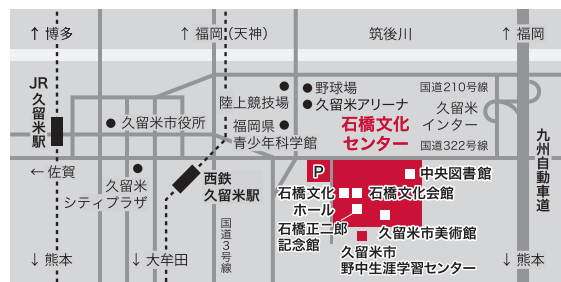 ↑ 博多
↑ 福岡（天神）
筑後川
↑ 福岡
JR
久留米駅
陸上競技場
野球場
久留米アリーナ
国道210号線
久留米
インター
久留米市役所
福岡県
青少年科学館
石橋文化
センター
国道322号線
九州自動車道
← 佐賀
久留米
シティプラザ
西鉄
久留米駅
P
中央図書館
石橋文化
ホール
石橋文化会館
石橋正二郎
記念館
久留米市美術館
国道3号線
久留米市
野中生涯学習センター
↓ 熊本
↓ 大牟田
↓ 熊本